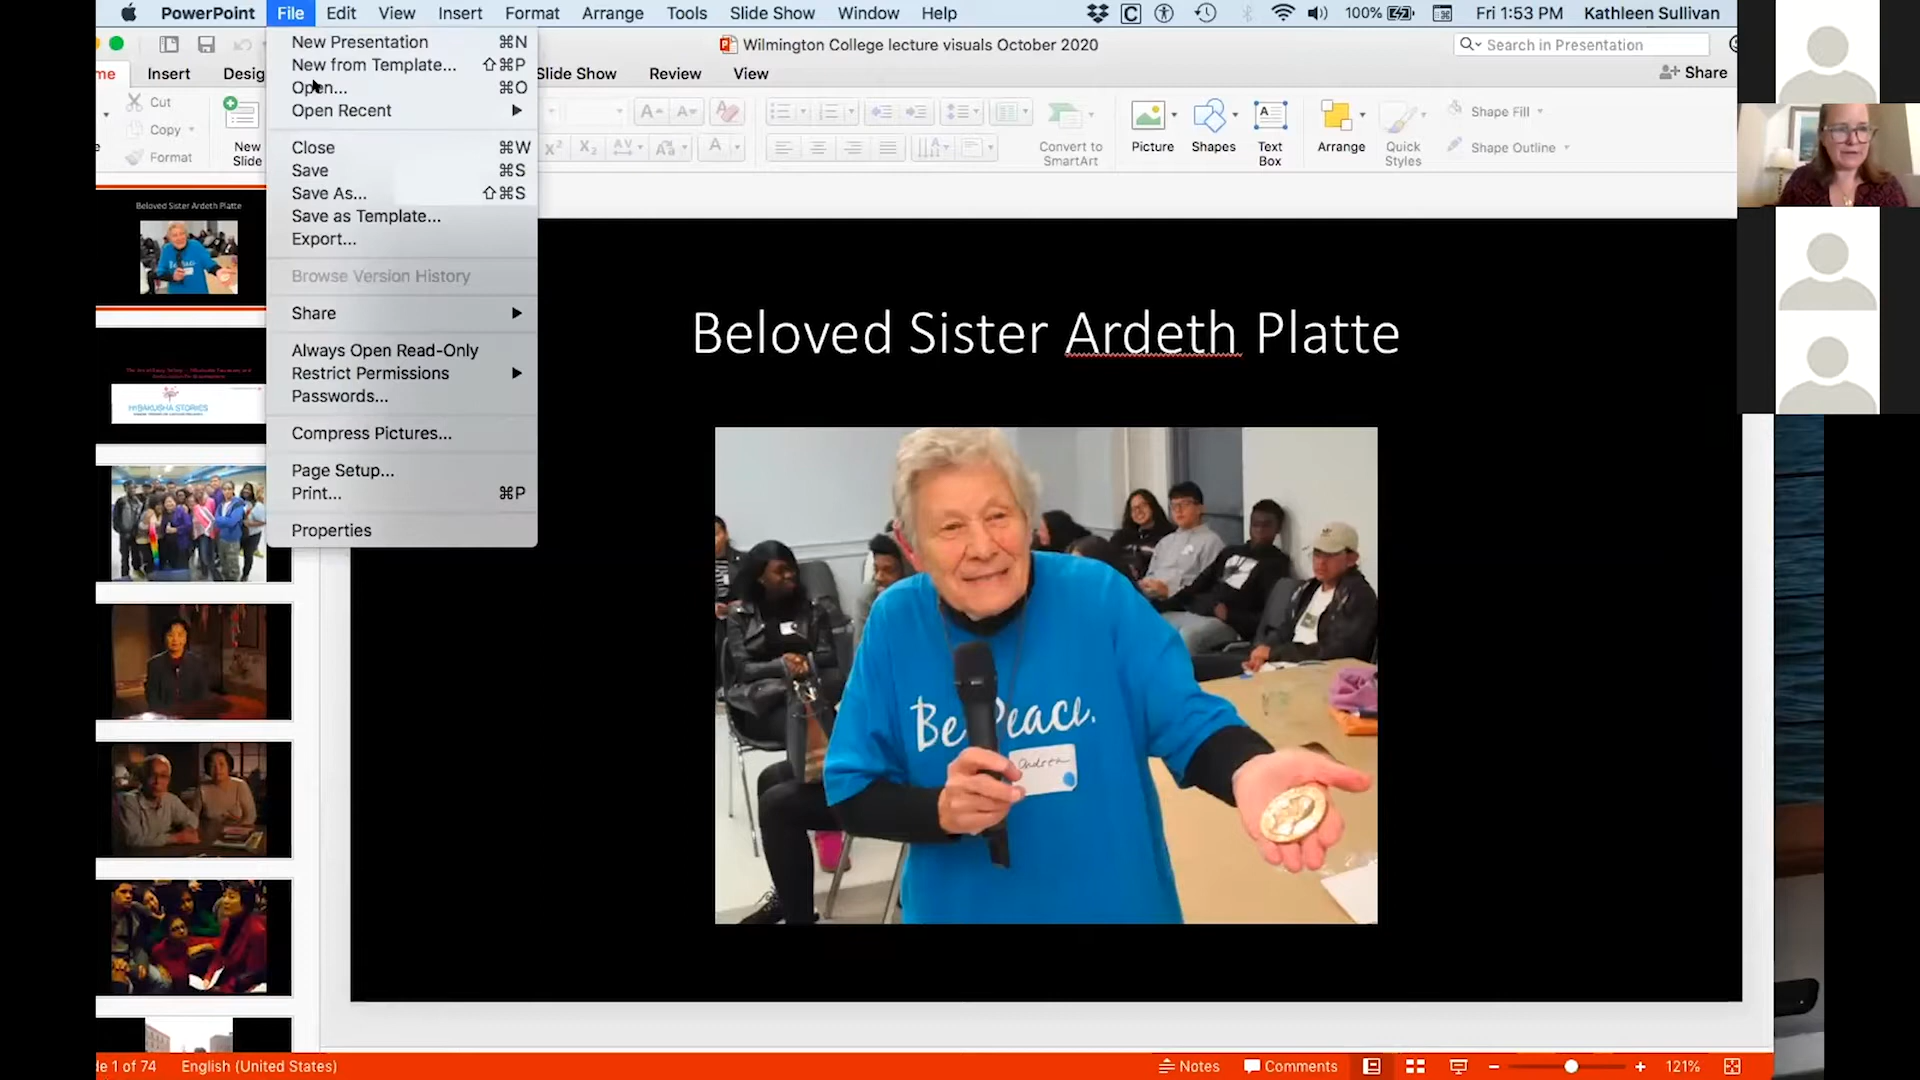 PowerPoint File Edit View Insert Format Arrange Tools Slide Show Window Help 100% Fri 1:53 PM Kathleen Sullivan
Wilmington College lecture visuals October 2020
Search in Presentation
me Insert Desig Slide Show Review View Share
Cut
Copy
Format
New Slide
Convert to SmartArt
Picture
Shapes
Text Box
Arrange
Quick Styles
Shape Fill
Shape Outline
New Presentation ⌘N
New from Template... ⇧⌘P
Open... ⌘O
Open Recent
Close ⌘W
Save ⌘S
Save As... ⇧⌘S
Save as Template...
Export...
Browse Version History
Share
Always Open Read-Only
Restrict Permissions
Passwords...
Compress Pictures...
Page Setup...
Print... ⌘P
Properties
Beloved Sister Ardeth Platte
HIBAKUSHA STORIES
Beloved Sister Ardeth Platte
Be Peace.
Andrea
de 1 of 74 English (United States) Notes Comments 121%